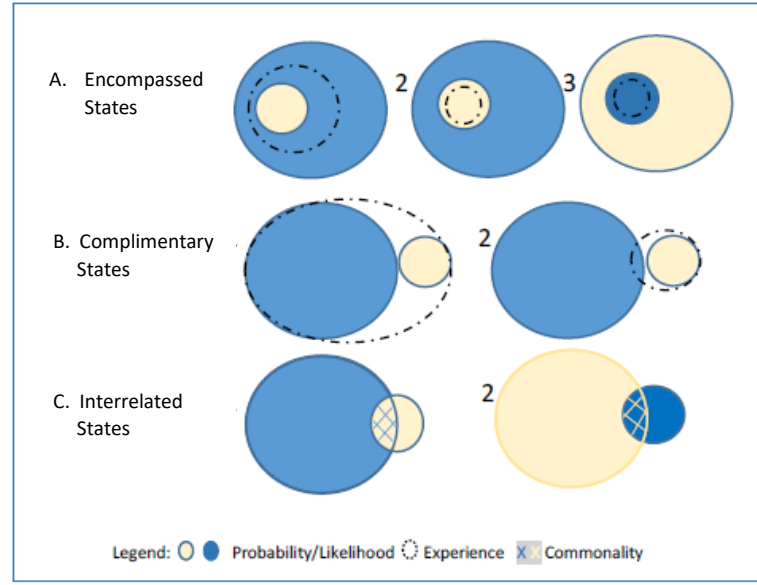 A. Encompassed
States
2
3
B. Complimentary
States
2
C. Interrelated
States
2
Legend: Probability/Likelihood Experience X X Commonality